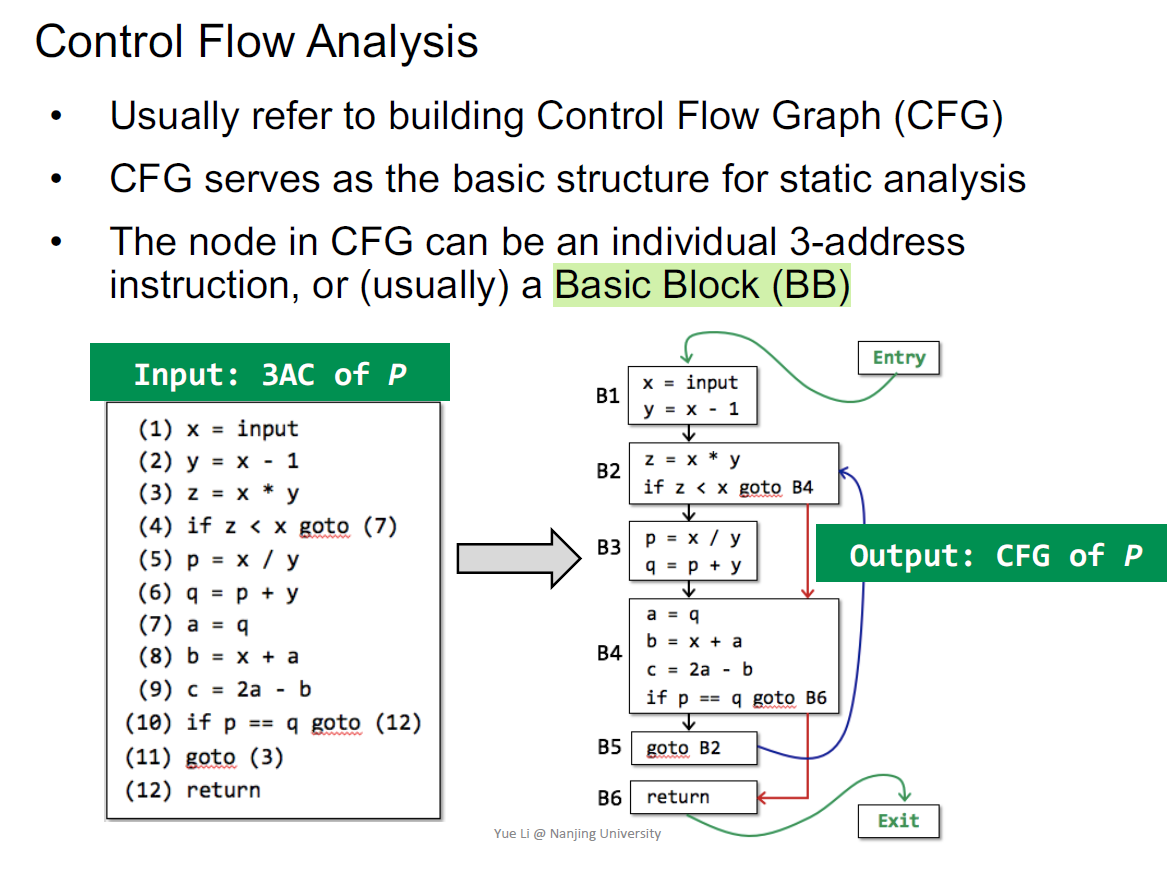 Control Flow Analysis
• Usually refer to building Control Flow Graph (CFG)
• CFG serves as the basic structure for static analysis
• The node in CFG can be an individual 3-address
instruction, or (usually) a Basic Block (BB)
Input: 3AC of P
(1) x = input
(2) y = x - 1
(3) z = x * y
(4) if z < x goto (7)
(5) p = x / y
(6) q = p + y
(7) a = q
(8) b = x + a
(9) c = 2a - b
(10) if p == q goto (12)
(11) goto (3)
(12) return
Entry
B1
x = input
y = x - 1
B2
z = x * y
if z < x goto B4
B3
p = x / y
q = p + y
Output: CFG of P
B4
a = q
b = x + a
c = 2a - b
if p == q goto B6
B5
goto B2
B6
return
Exit
Yue Li @ Nanjing University